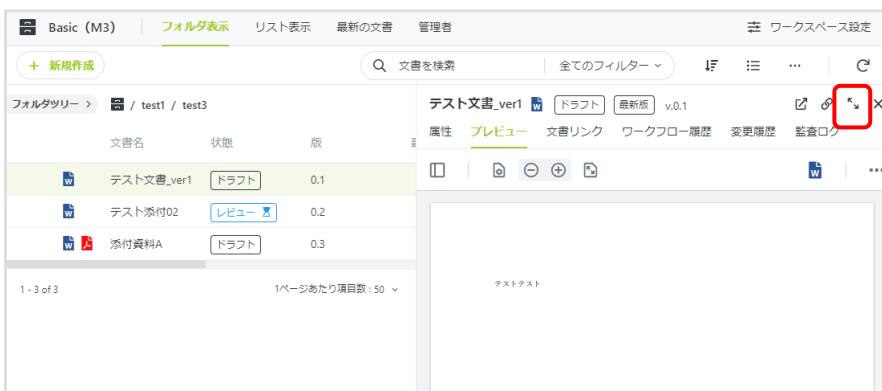 Basic（M3） フォルダ表示 リスト表示 最新の文書 管理者 ワークスペース設定
+ 新規作成 文書を検索 全てのフィルター
フォルダツリー > / test1 / test3
文書名 状態 版
テスト文書_ver1 ドラフト 0.1
テスト添付02 レビュー 0.2
添付資料A ドラフト 0.3
1 - 3 of 3 1ページあたり項目数 : 50
テスト文書_ver1 ドラフト 最新版 v.0.1
属性 プレビュー 文書リンク ワークフロー履歴 変更履歴 監査ログ
テストテスト